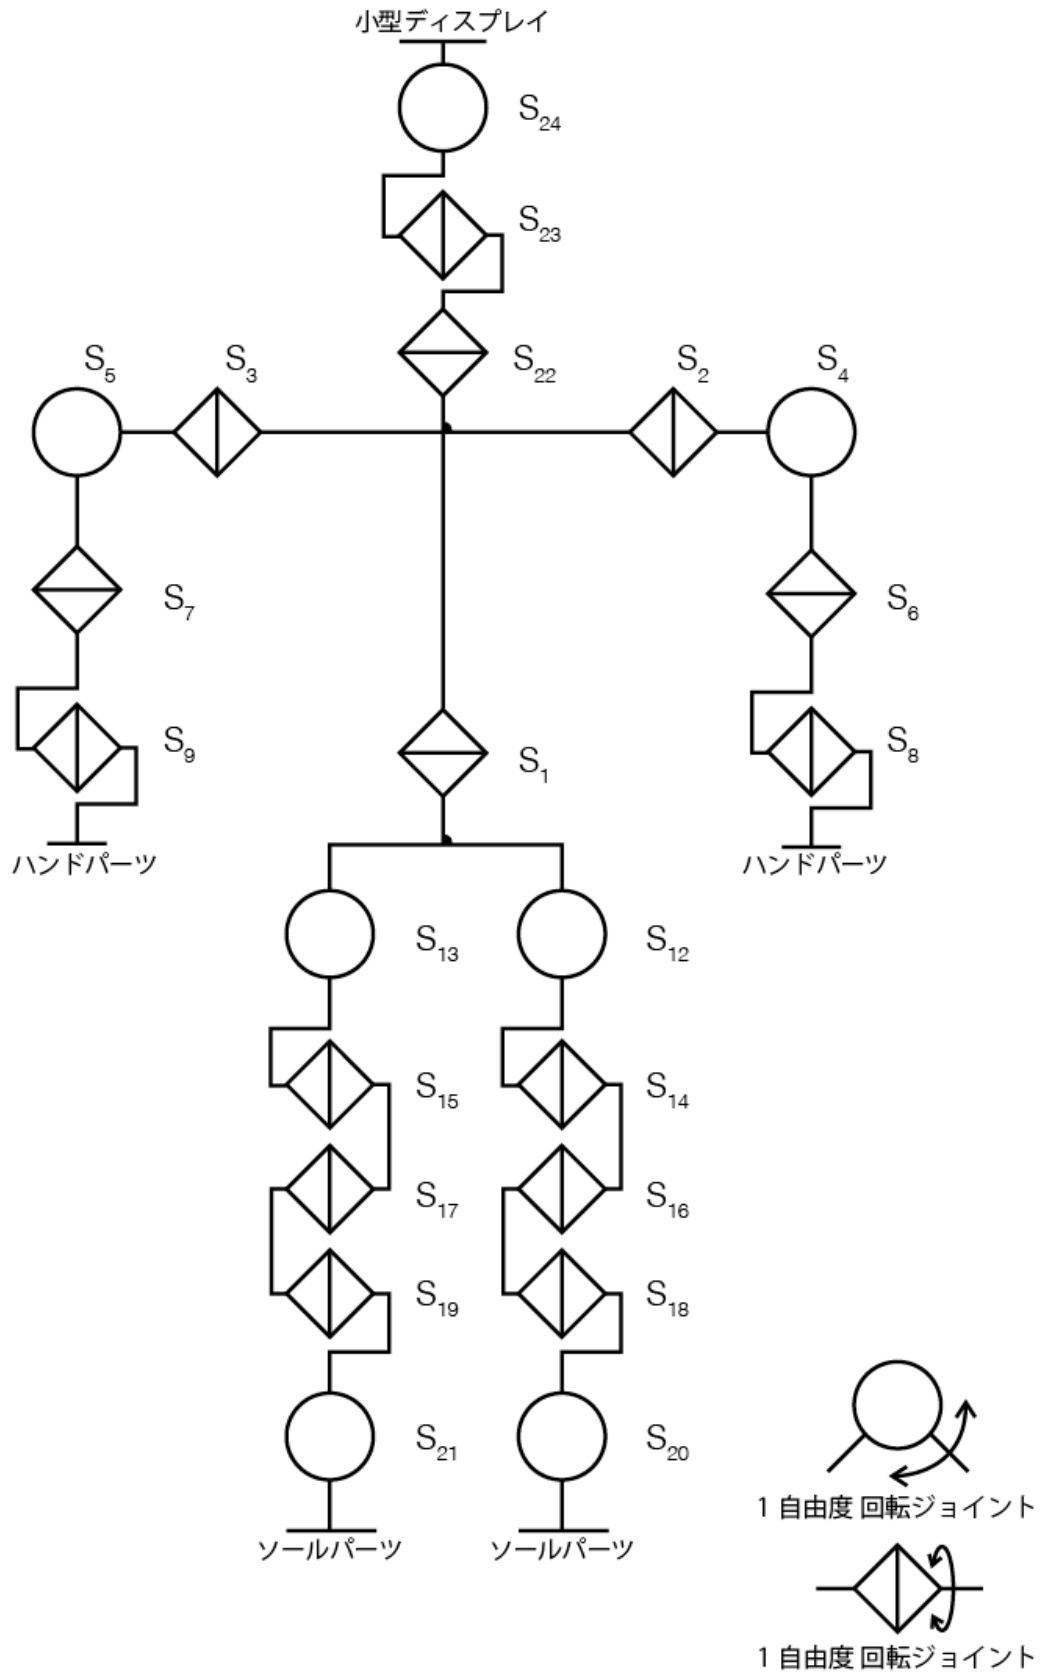 小型ディスプレイ
S24
S23
S22
S5
S3
S2
S4
S7
S6
S9
S8
S1
ハンドパーツ
ハンドパーツ
S13
S12
S15
S14
S17
S16
S19
S18
S21
S20
ソールパーツ
ソールパーツ
1 自由度 回転ジョイント
1 自由度 回転ジョイント